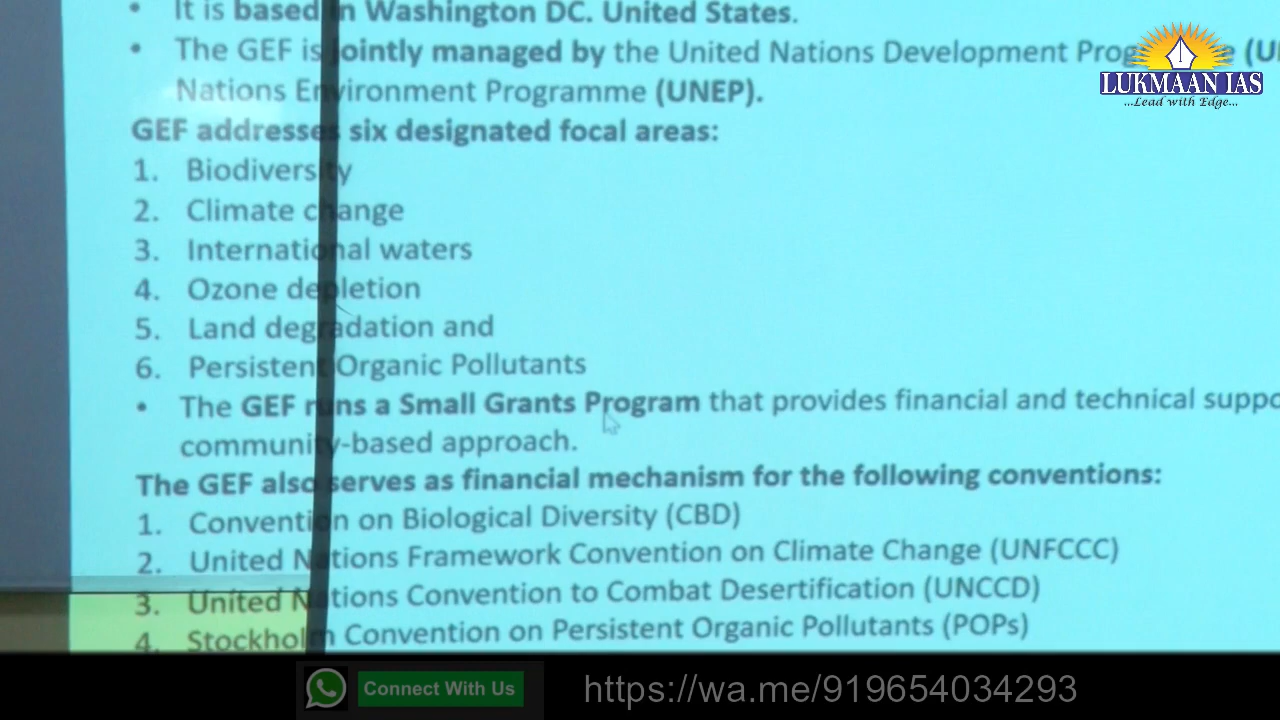 • It is based in Washington DC. United States.
• The GEF is jointly managed by the United Nations Development
Nations Environment Programme (UNEP).
GEF addresses six designated focal areas:
1. Biodiversity
2. Climate change
3. International waters
4. Ozone depletion
5. Land degradation and
6. Persistent Organic Pollutants
• The GEF runs a Small Grants Program that provides financial and technical
community-based approach.
The GEF also serves as financial mechanism for the following conventions:
1. Convention on Biological Diversity (CBD)
2. United Nations Framework Convention on Climate Change (UNFCCC)
3. United Nations Convention to Combat Desertification (UNCCD)
4. Stockholm Convention on Persistent Organic Pollutants (POPs)
LUKMAAN IAS
...Lead with Edge...
Connect With Us
https://wa.me/919654034293